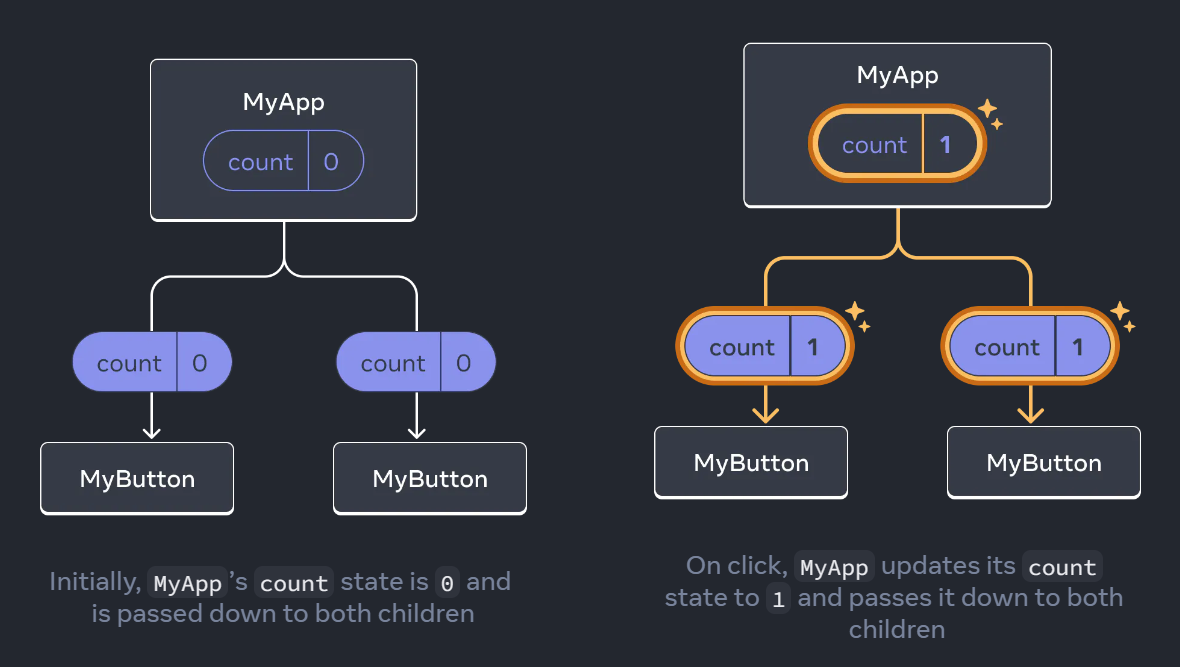 MyApp
count 0
count 0
count 0
MyButton
MyButton
Initially, MyApp’s count state is 0 and
is passed down to both children
MyApp
count 1
count 1
count 1
MyButton
MyButton
On click, MyApp updates its count
state to 1 and passes it down to both
children